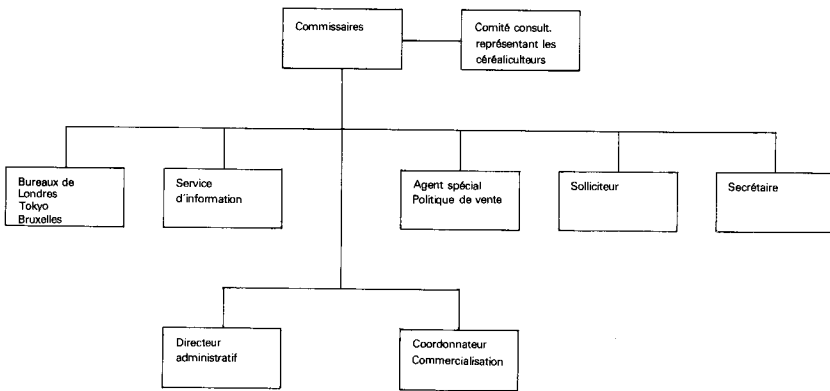 Commissaires
Comité consult.
représentant les
céréaliculteurs
Bureaux de
Londres
Tokyo
Bruxelles
Service
d'information
Agent spécial
Politique de vente
Solliciteur
Secrétaire
Directeur
administratif
Coordonnateur
Commercialisation